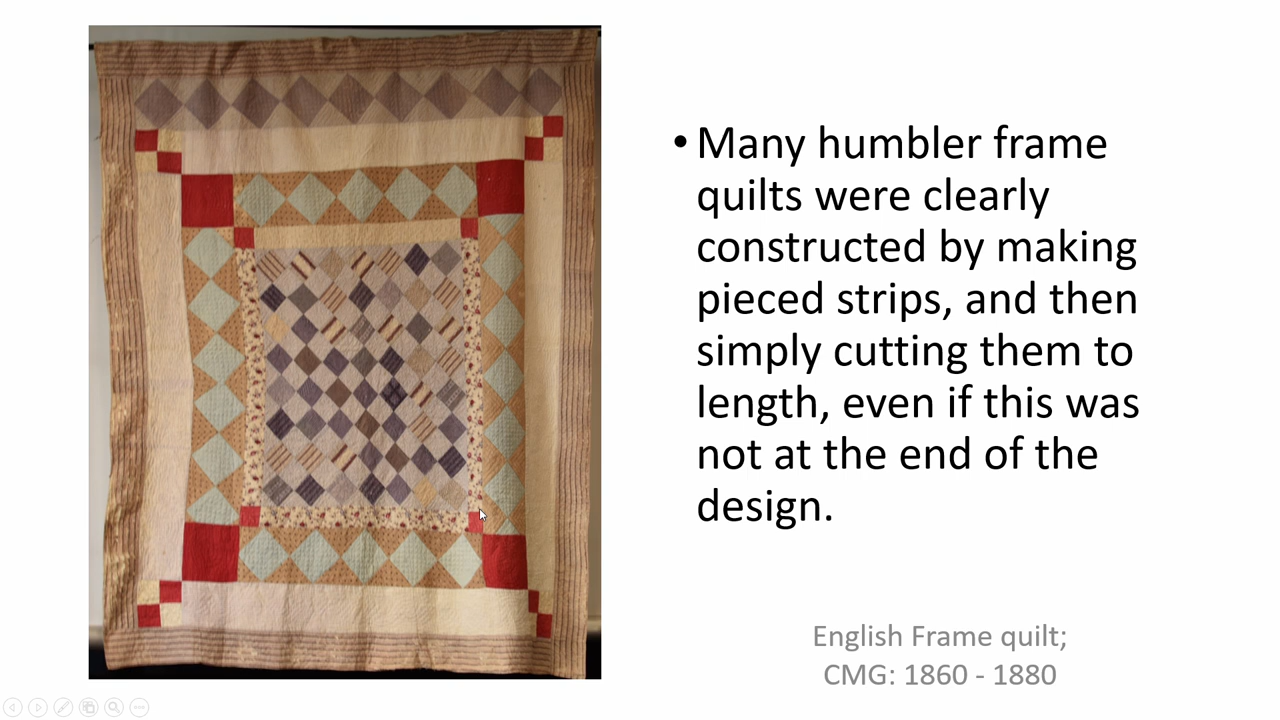 • Many humbler frame
quilts were clearly
constructed by making
pieced strips, and then
simply cutting them to
length, even if this was
not at the end of the
design.
English Frame quilt;
CMG: 1860 - 1880